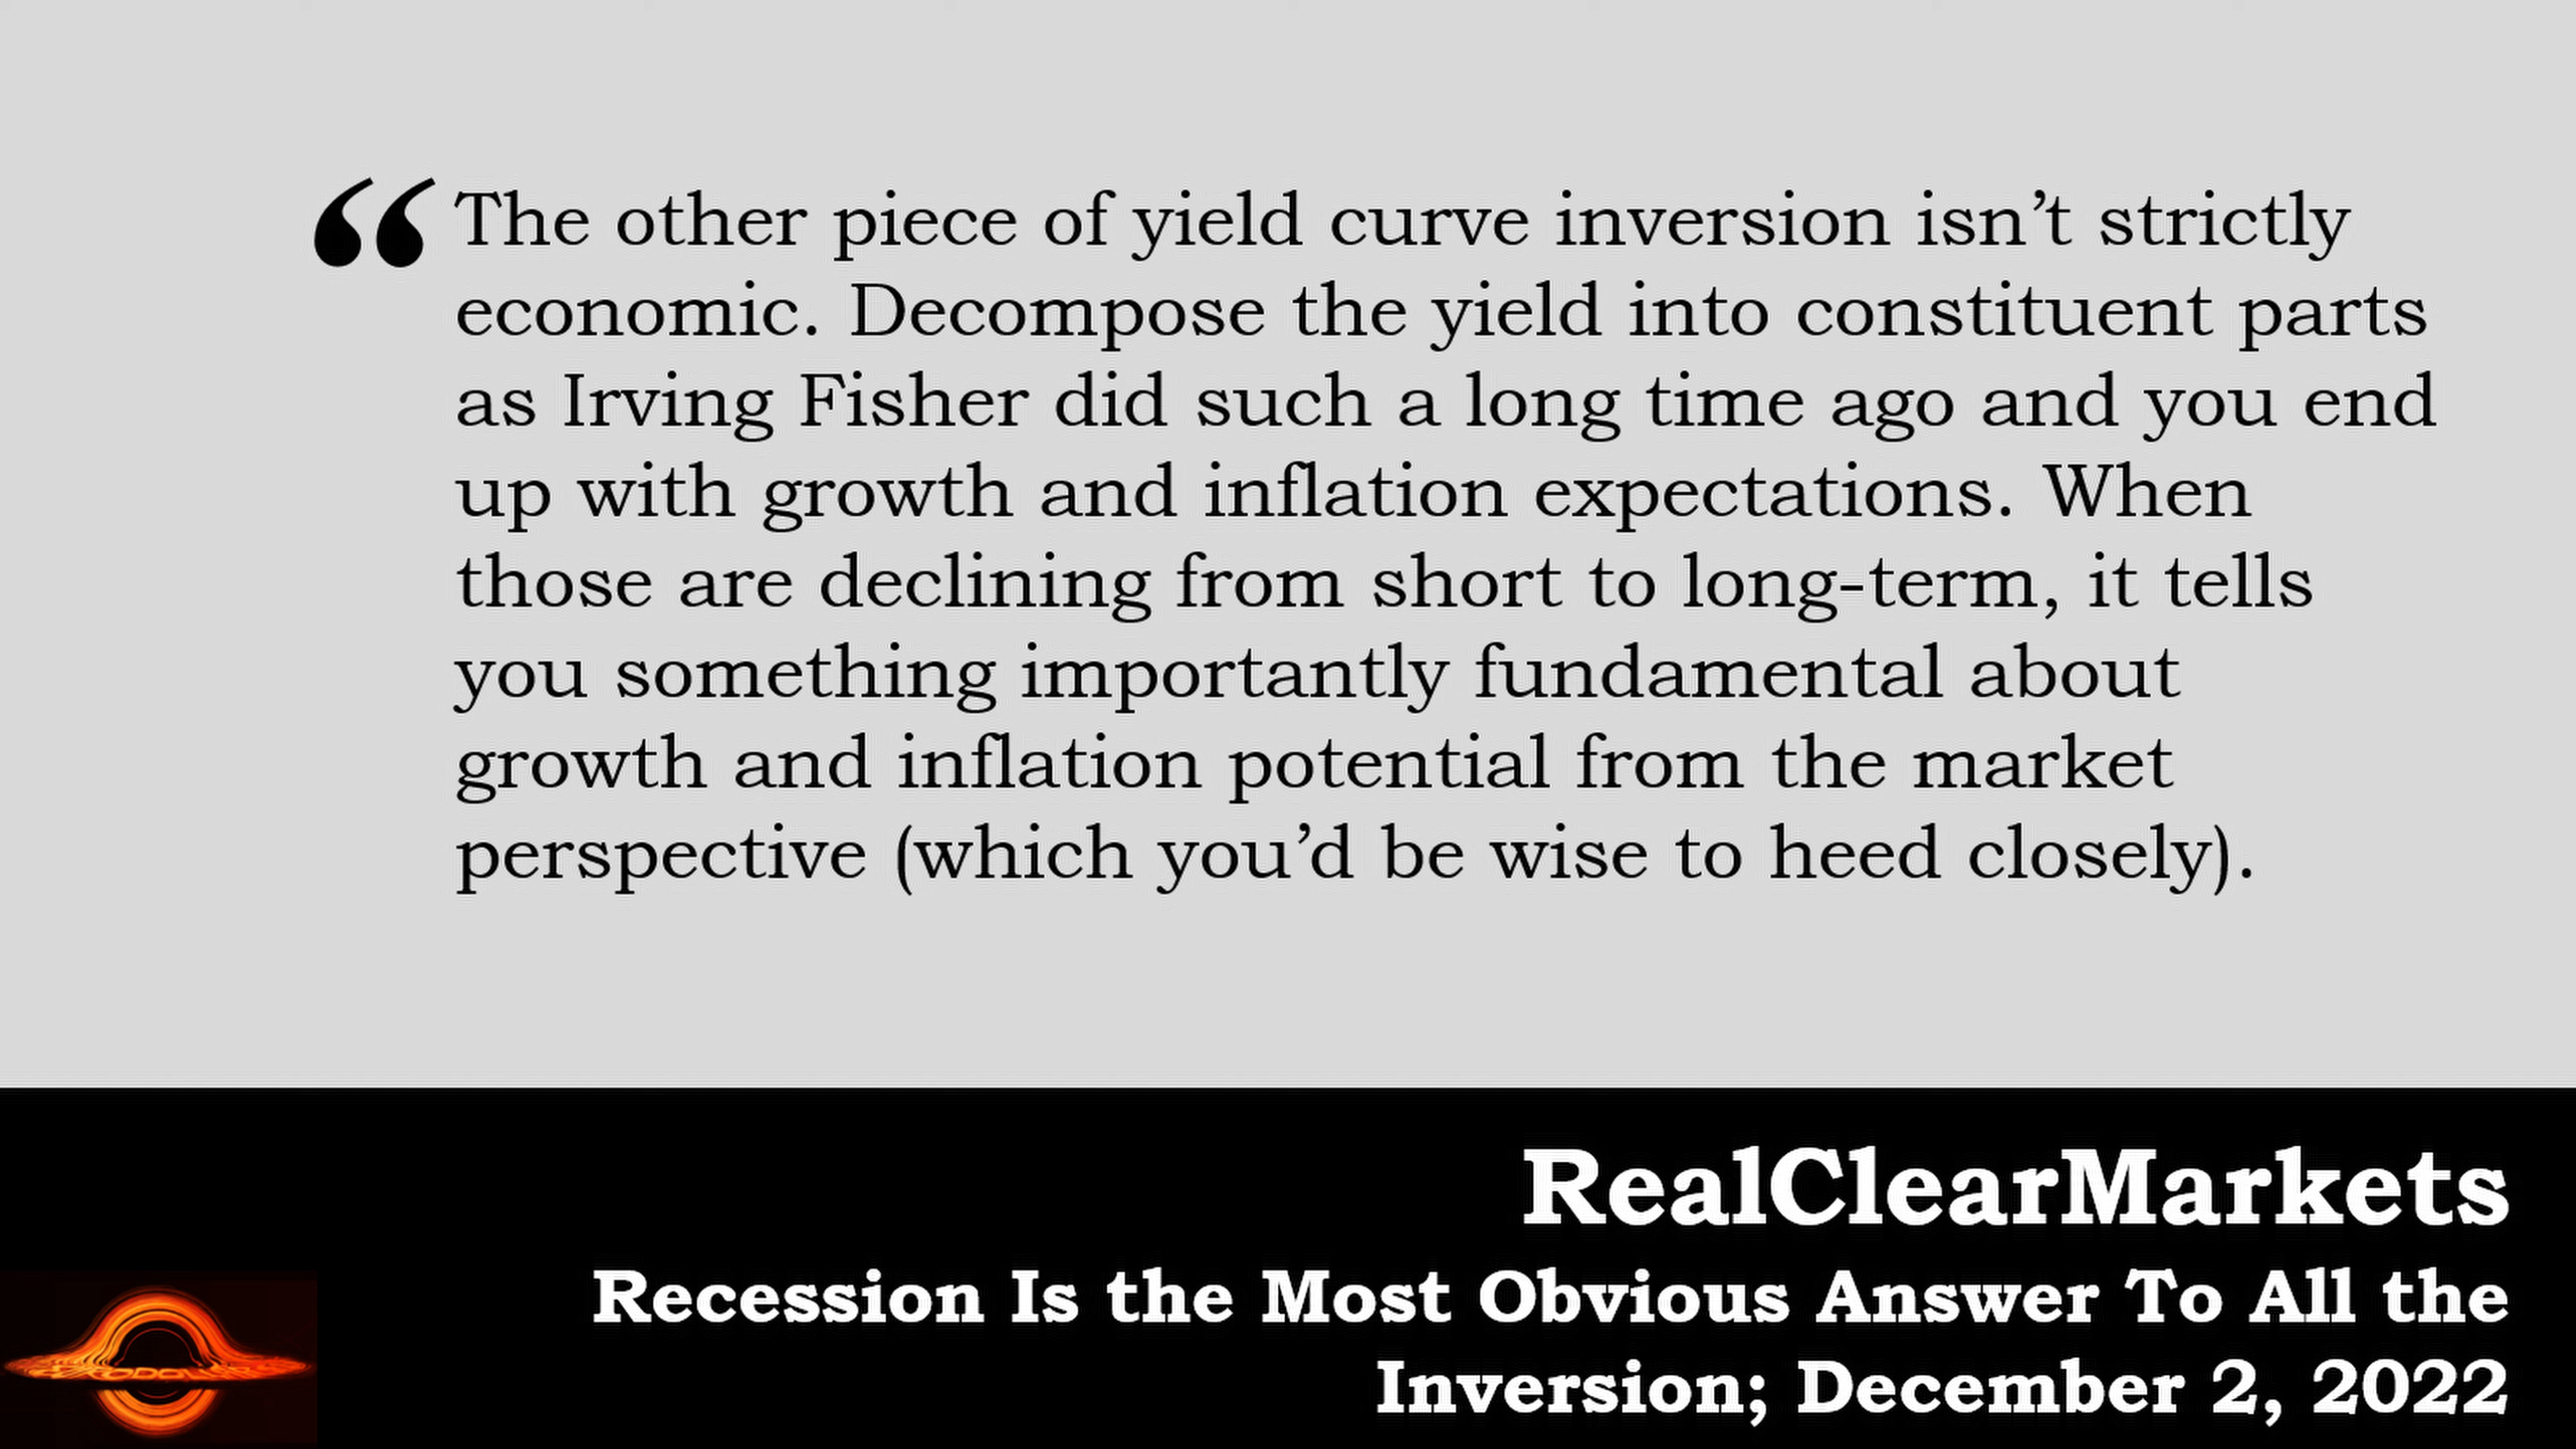 “The other piece of yield curve inversion isn’t strictly
economic. Decompose the yield into constituent parts
as Irving Fisher did such a long time ago and you end
up with growth and inflation expectations. When
those are declining from short to long-term, it tells
you something importantly fundamental about
growth and inflation potential from the market
perspective (which you’d be wise to heed closely).
RealClearMarkets
Recession Is the Most Obvious Answer To All the
Inversion; December 2, 2022